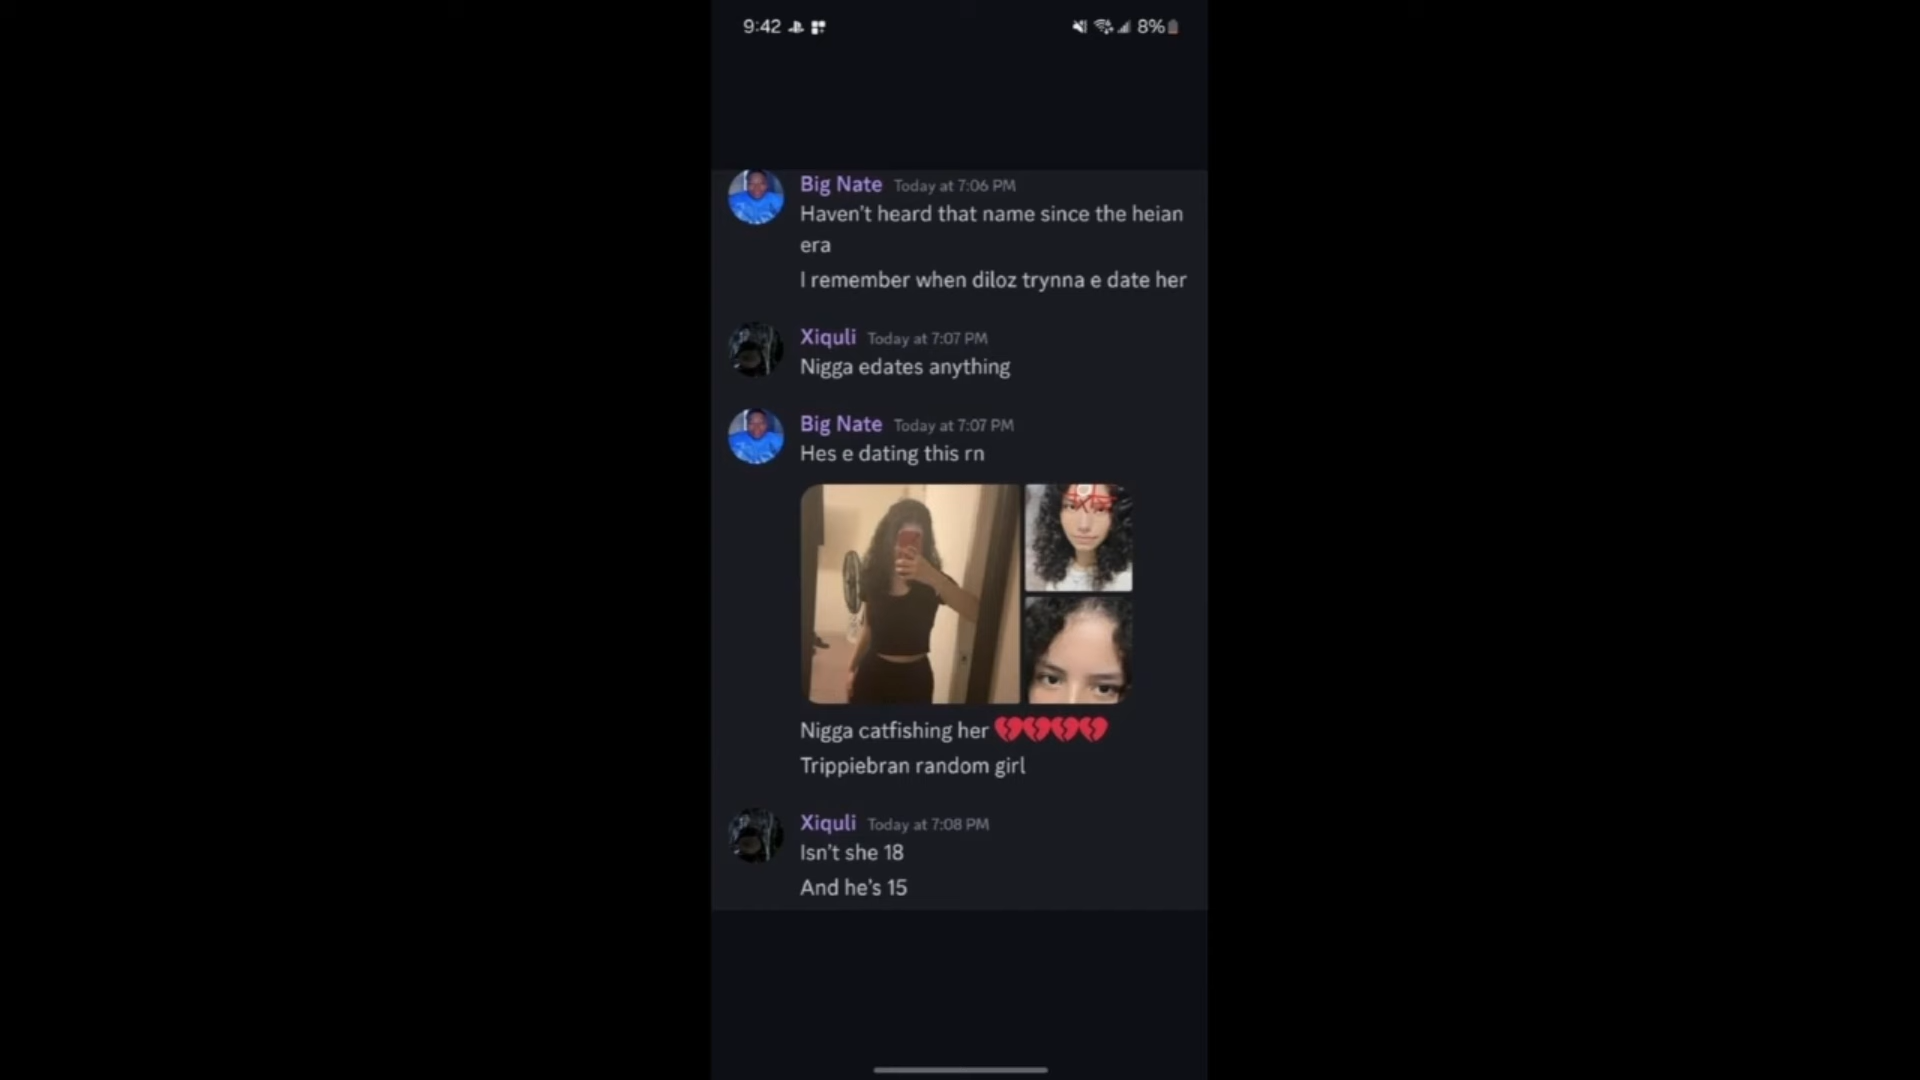 9:42 8%
Big Nate Today at 7:06 PM
Haven't heard that name since the heian
era
I remember when diloz trynna e date her
Xiquli Today at 7:07 PM
Nigga edates anything
Big Nate Today at 7:07 PM
Hes e dating this rn
Nigga catfishing her 💔💔💔💔
Trippiebran random girl
Xiquli Today at 7:08 PM
Isn't she 18
And he's 15